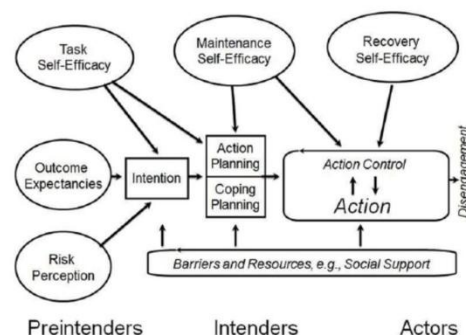 Task
Self-Efficacy
Maintenance
Self-Efficacy
Recovery
Self-Efficacy
Outcome
Expectancies
Intention
Action
Planning
Coping
Planning
Action Control
Action
Disengagement
Risk
Perception
Barriers and Resources, e.g., Social Support
Preintenders Intenders Actors